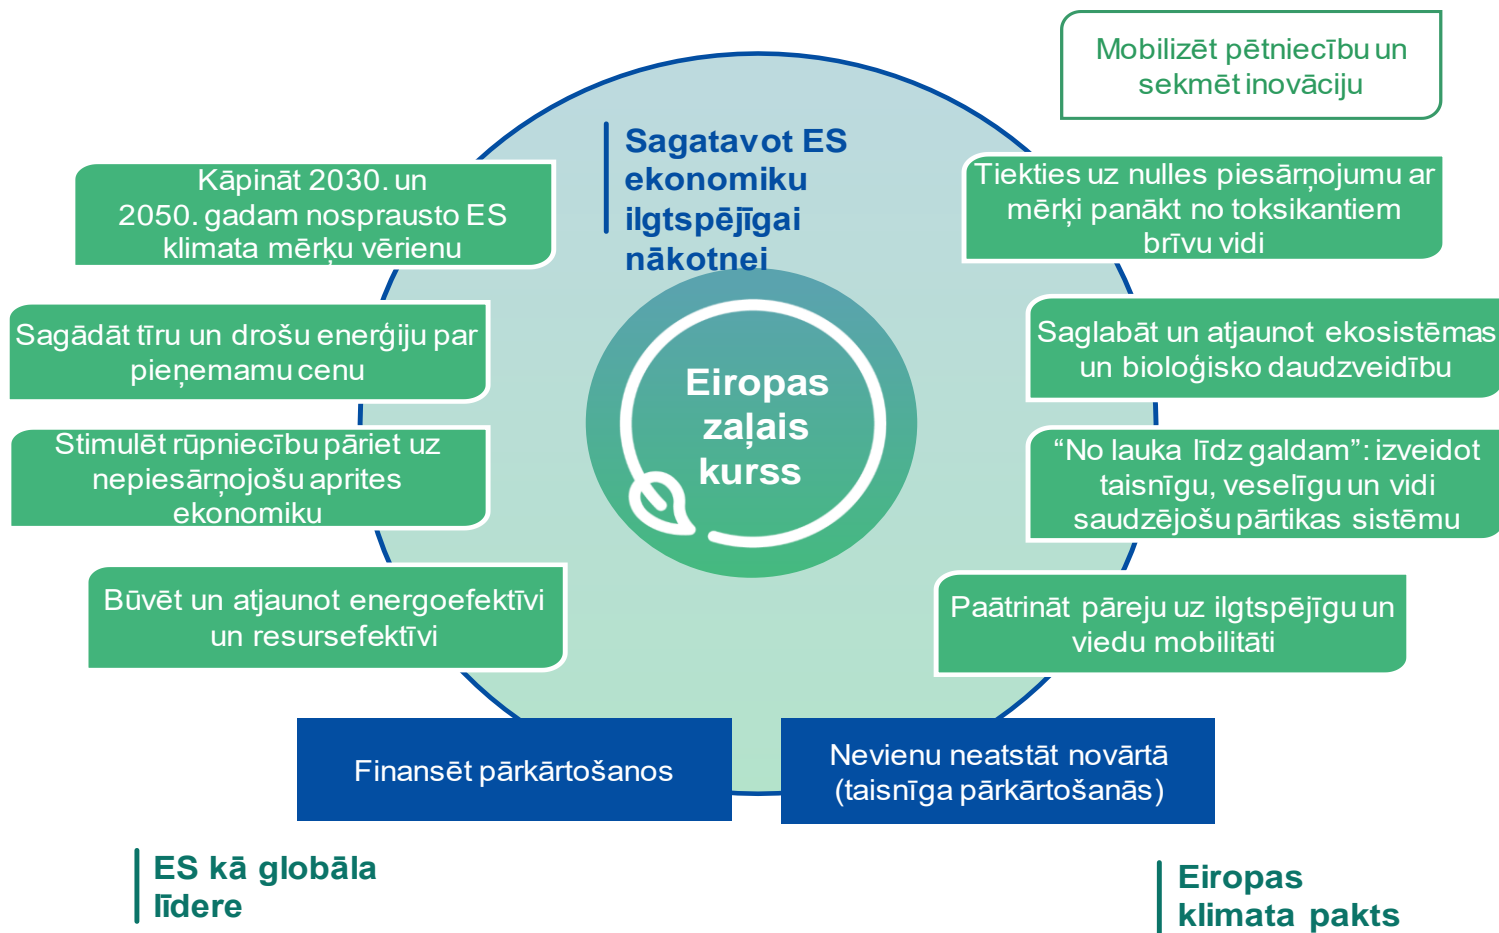 Mobilizēt pētniecību un
sekmēt inovāciju
Sagatavot ES
ekonomiku
ilgtspējīgai
nākotnei
Kāpināt 2030. un
2050. gadam nosprausto ES
klimata mērķu vērienu
Tiekties uz nulles piesārņojumu ar
mērķi panākt no toksikantiem
brīvu vidi
Sagādāt tīru un drošu enerģiju par
pieņemamu cenu
Saglabāt un atjaunot ekosistēmas
un bioloģisko daudzveidību
Eiropas
zaļais
kurss
Stimulēt rūpniecību pāriet uz
nepiesārņojošu aprites
ekonomiku
“No lauka līdz galdam”: izveidot
taisnīgu, veselīgu un vidi
saudzējošu pārtikas sistēmu
Būvēt un atjaunot energoefektīvi
un resursefektīvi
Paātrināt pāreju uz ilgtspējīgu un
viedu mobilitāti
Finansēt pārkārtošanos
Nevienu neatstāt novārtā
(taisnīga pārkārtošanās)
ES kā globāla
līdere
Eiropas
klimata pakts